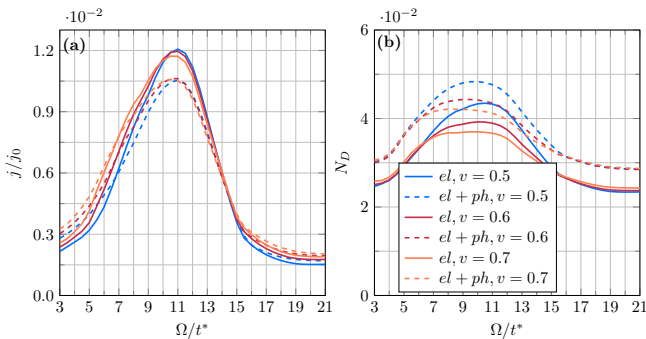 ·10⁻²
(a)
1.2
0.9
0.6
0.3
0.0
j/j₀
3 5 7 9 11 13 15 17 19 21
Ω/t*
·10⁻²
(b)
6
4
2
0
N_D
el, v = 0.5
el + ph, v = 0.5
el, v = 0.6
el + ph, v = 0.6
el, v = 0.7
el + ph, v = 0.7
3 5 7 9 11 13 15 17 19 21
Ω/t*